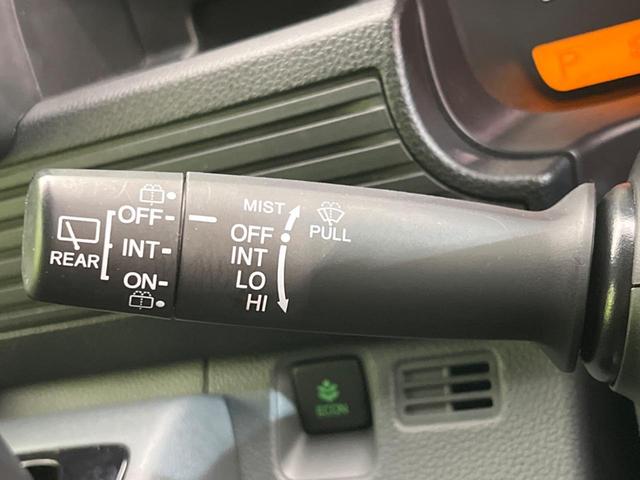 OFF
INT
ON
REAR
MIST
OFF
INT
LO
HI
PULL
ECON
P